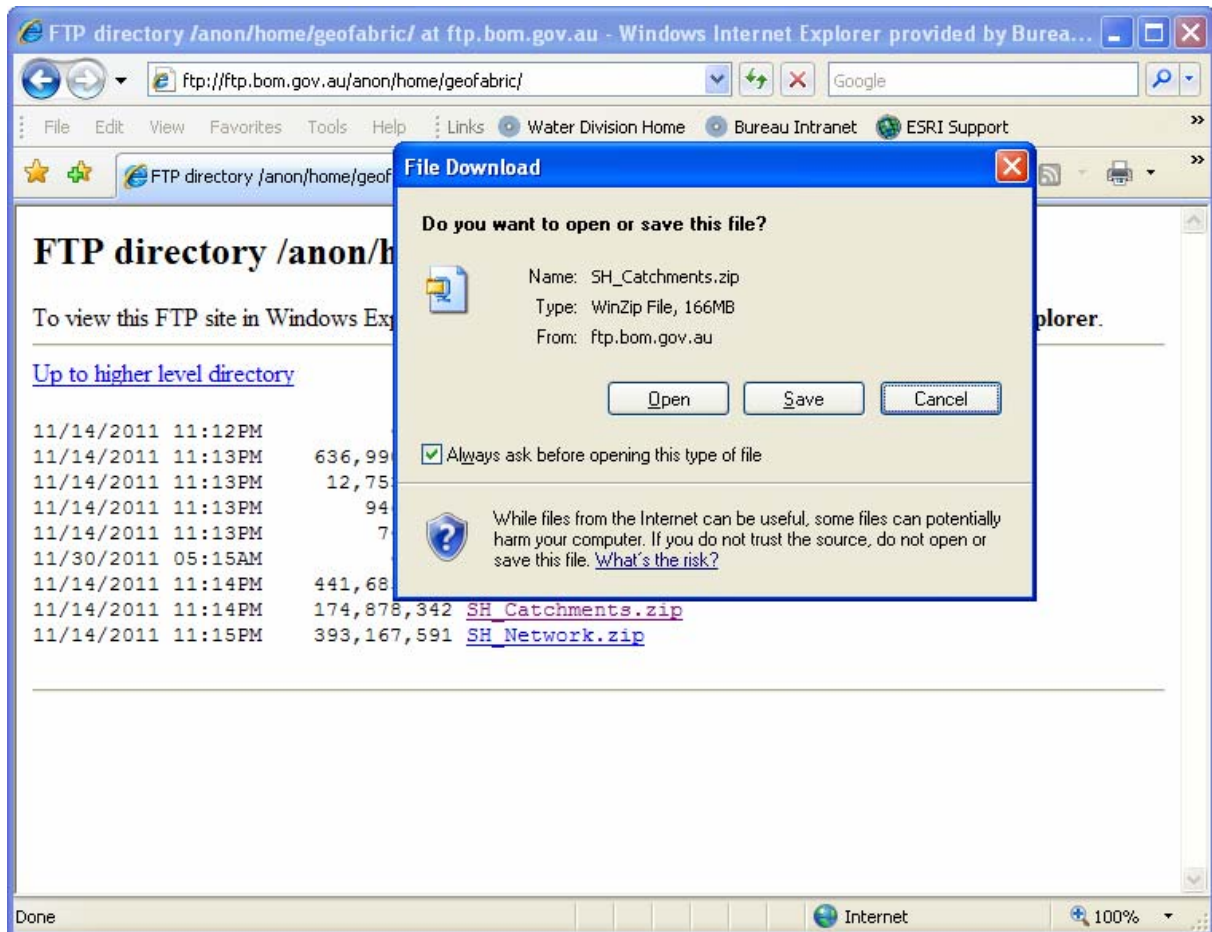 FTP directory /anon/home/geofabric/ at ftp.bom.gov.au - Windows Internet Explorer provided by Burea...
ftp://ftp.bom.gov.au/anon/home/geofabric/
Google
File Edit View Favorites Tools Help Links Water Division Home Bureau Intranet ESRI Support »
FTP directory /anon/home/geof
»
File Download
Do you want to open or save this file?
Name: SH_Catchments.zip
Type: WinZip File, 166MB
From: ftp.bom.gov.au
Open Save Cancel
Always ask before opening this type of file
While files from the Internet can be useful, some files can potentially
harm your computer. If you do not trust the source, do not open or
save this file. What's the risk?
FTP directory /anon/h
To view this FTP site in Windows Exp
plorer.
Up to higher level directory
11/14/2011 11:12PM
11/14/2011 11:13PM 636,99
11/14/2011 11:13PM 12,75
11/14/2011 11:13PM 94
11/14/2011 11:13PM 7
11/30/2011 05:15AM
11/14/2011 11:14PM 441,68
11/14/2011 11:14PM 174,878,342 SH_Catchments.zip
11/14/2011 11:15PM 393,167,591 SH_Network.zip
Done
Internet
100%